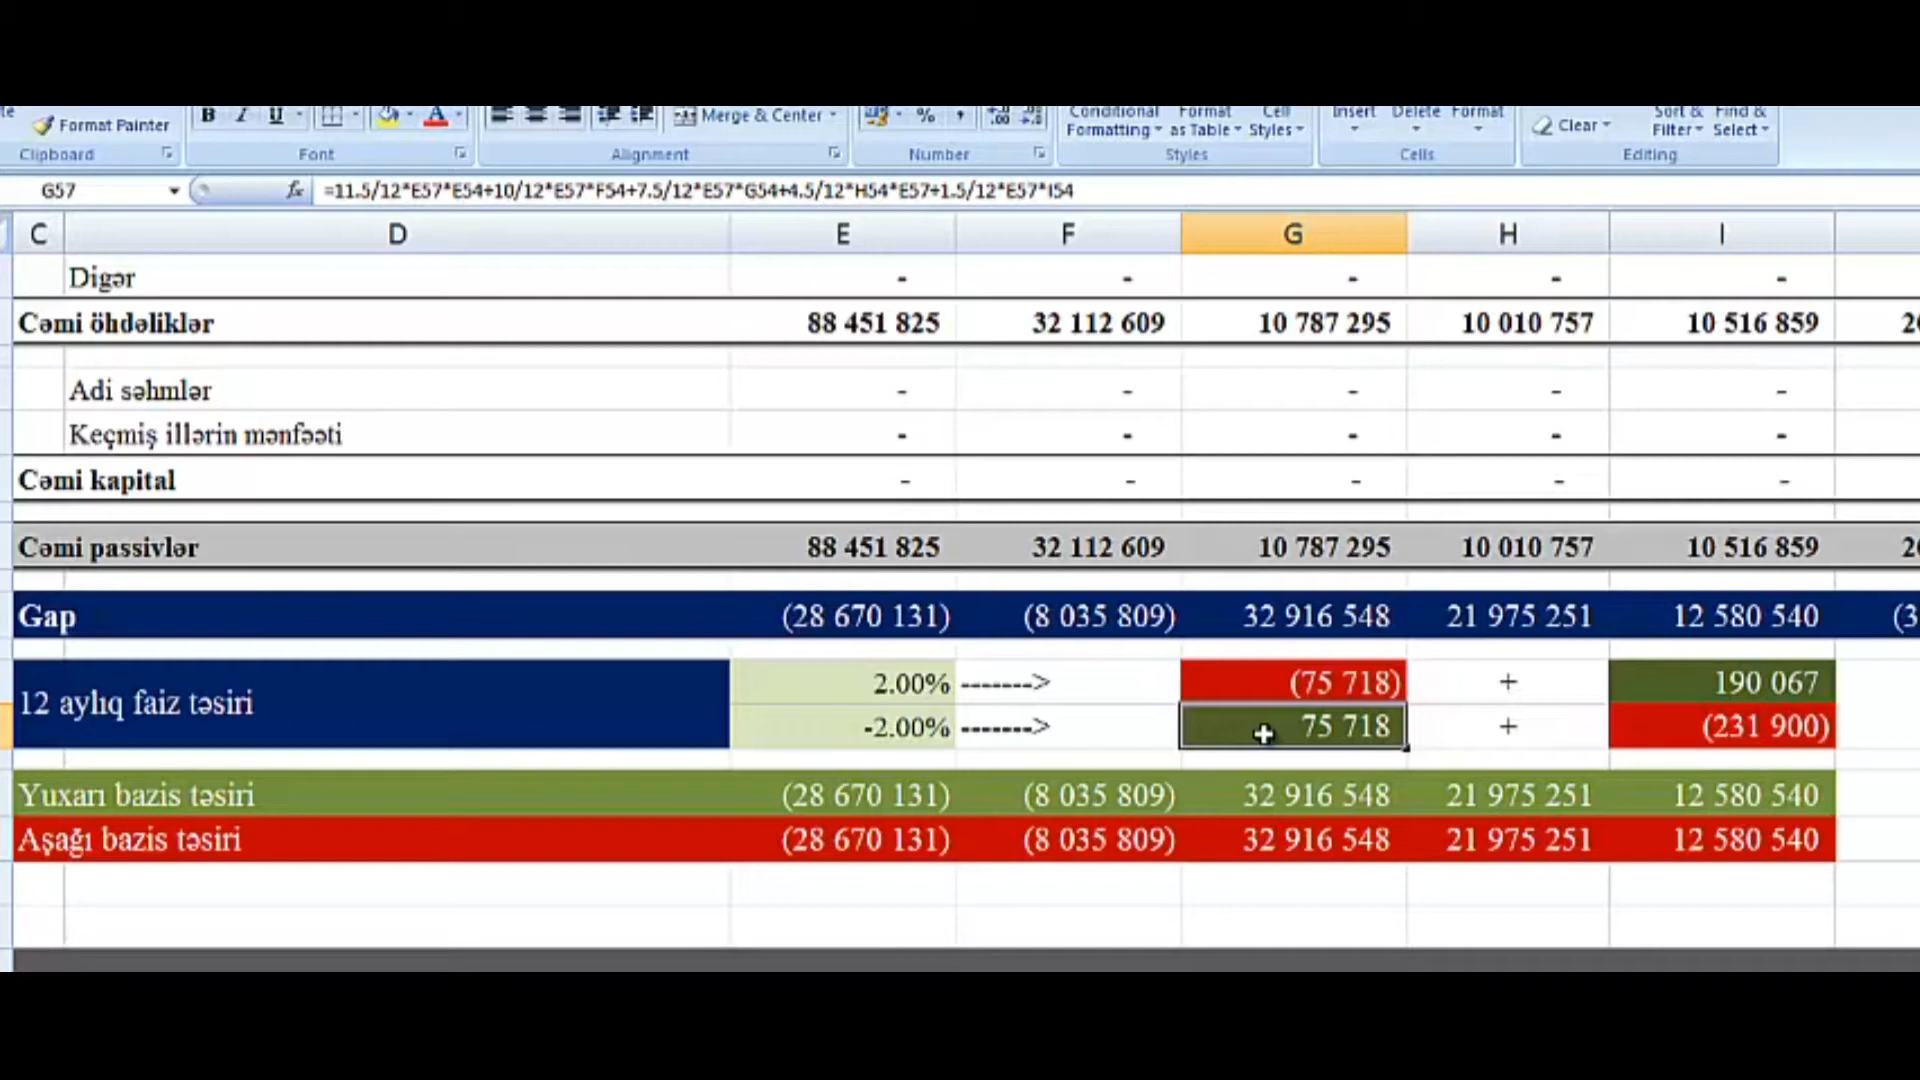 Format Painter B I U A Merge & Center % , Conditional Format Cell Insert Delete Format Clear Sort & Find &
Formatting as Table Styles Filter Select
Clipboard Font Alignment Number Styles Cells Editing
G57 fx =11.5/12*E57*E54+10/12*E57*F54+7.5/12*E57*G54+4.5/12*H54*E57+1.5/12*E57*I54
C D E F G H I
Digər - - - - -
Cəmi öhdəliklər 88 451 825 32 112 609 10 787 295 10 010 757 10 516 859
Adi səhmlər - - - - -
Keçmiş illərin mənfəəti - - - - -
Cəmi kapital - - - - -
Cəmi passivlər 88 451 825 32 112 609 10 787 295 10 010 757 10 516 859
Gap (28 670 131) (8 035 809) 32 916 548 21 975 251 12 580 540
12 aylıq faiz təsiri
2.00% -------> (75 718) + 190 067
-2.00% -------> 75 718 + (231 900)
Yuxarı bazis təsiri (28 670 131) (8 035 809) 32 916 548 21 975 251 12 580 540
Aşağı bazis təsiri (28 670 131) (8 035 809) 32 916 548 21 975 251 12 580 540